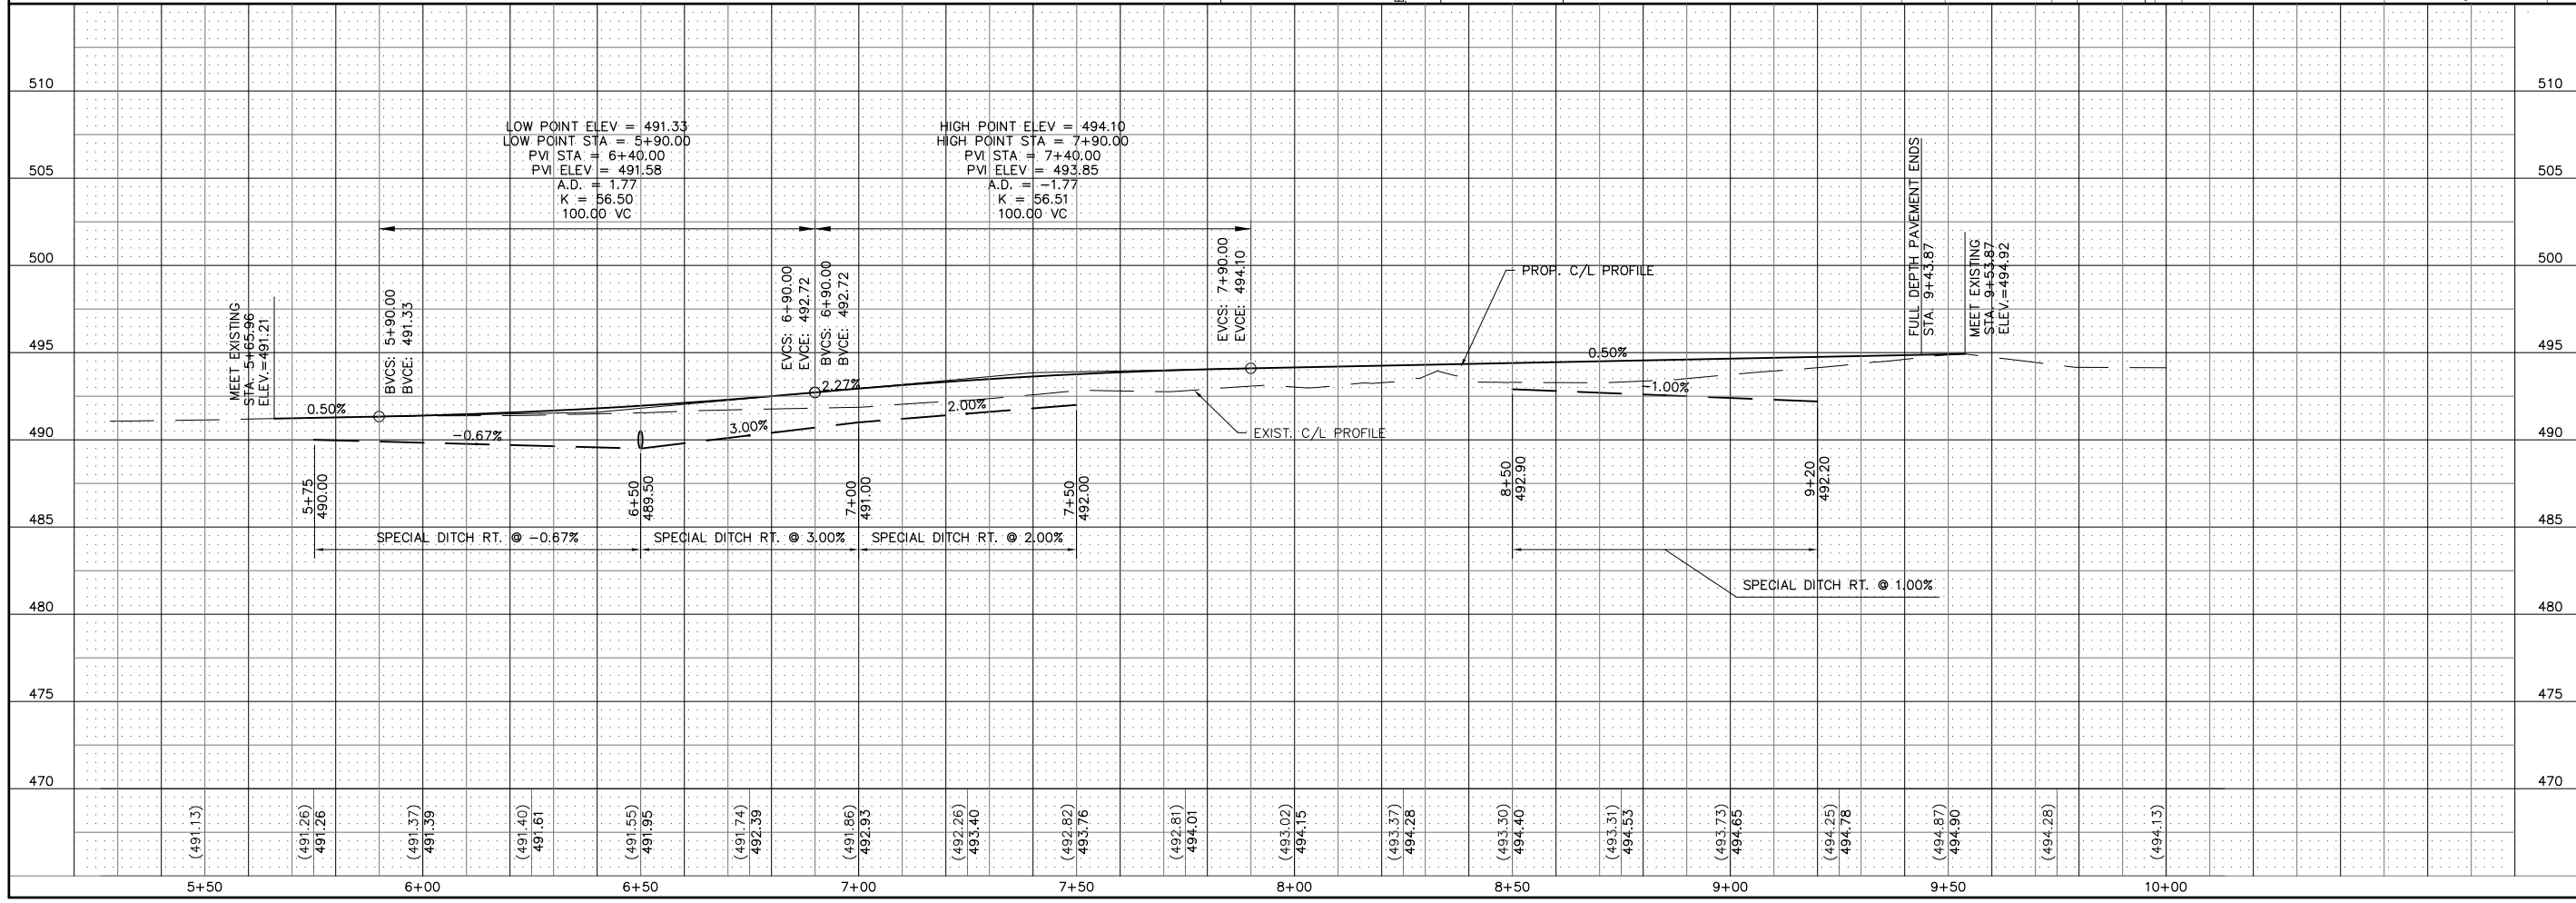 510
505
500
495
490
485
480
475
470
510
505
500
495
490
485
480
475
470
LOW POINT ELEV = 491.33
LOW POINT STA = 5+90.00
PVI STA = 6+40.00
PVI ELEV = 491.58
A.D. = 1.77
K = 56.50
100.00 VC
HIGH POINT ELEV = 494.10
HIGH POINT STA = 7+90.00
PVI STA = 7+40.00
PVI ELEV = 493.85
A.D. = -1.77
K = 56.51
100.00 VC
MEET EXISTING
STA. 5+65.96
ELEV.=491.21
BVCS: 5+90.00
BVCE: 491.33
EVCS: 6+90.00
EVCE: 492.72
BVCS: 6+90.00
BVCE: 492.72
EVCS: 7+90.00
EVCE: 494.10
PROP. C/L PROFILE
FULL DEPTH PAVEMENT ENDS
STA. 9+43.87
MEET EXISTING
STA. 9+53.87
ELEV.=494.92
0.50%
2.27%
0.50%
-0.67%
3.00%
2.00%
-1.00%
EXIST. C/L PROFILE
5+75
490.00
6+50
489.50
7+00
491.00
7+50
492.00
8+50
492.90
9+20
492.20
SPECIAL DITCH RT. @ -0.67%
SPECIAL DITCH RT. @ 3.00%
SPECIAL DITCH RT. @ 2.00%
SPECIAL DITCH RT. @ 1.00%
(491.13)
(491.26)
491.26
(491.37)
491.39
(491.40)
491.61
(491.55)
491.95
(491.74)
492.39
(491.86)
492.93
(492.26)
493.40
(492.82)
493.76
(492.81)
494.01
(493.02)
494.15
(493.37)
494.28
(493.30)
494.40
(493.31)
494.53
(493.73)
494.65
(494.25)
494.78
(494.87)
494.90
(494.28)
(494.13)
5+50
6+00
6+50
7+00
7+50
8+00
8+50
9+00
9+50
10+00